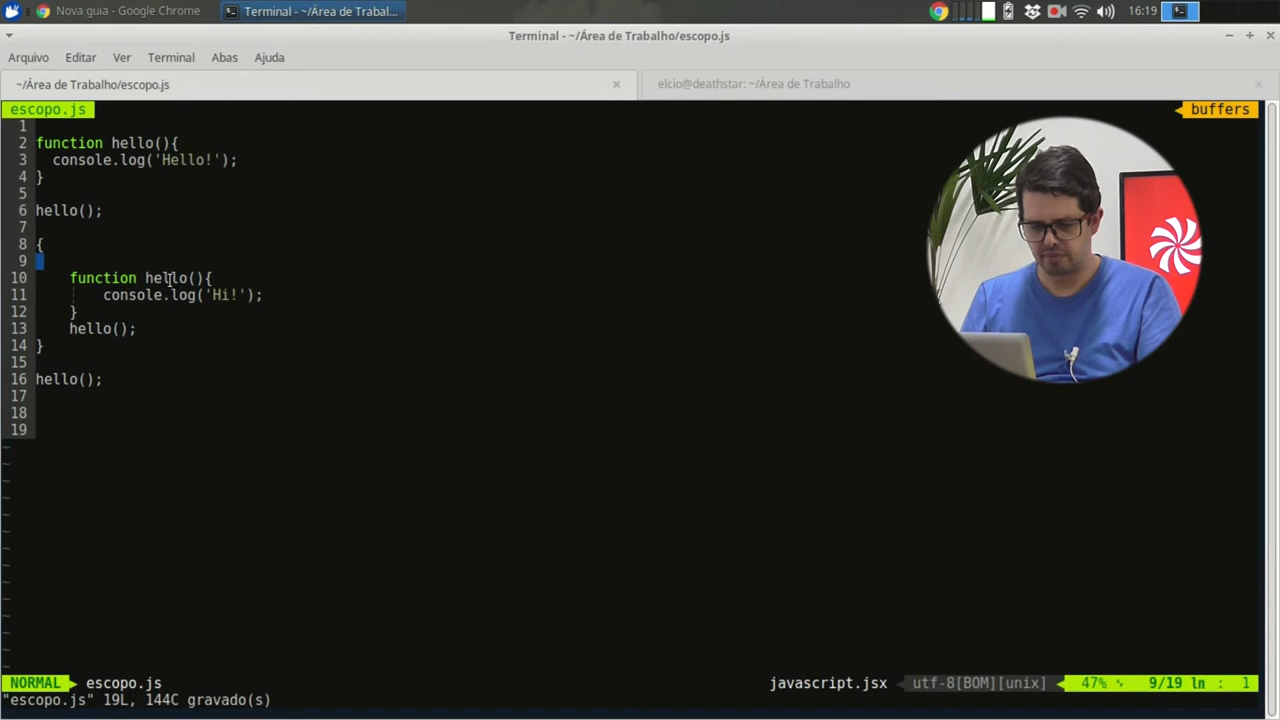 Nova guia - Google Chrome
Terminal - ~/Área de Trabal...
16:19
Terminal - ~/Área de Trabalho/escopo.js
Arquivo Editar Ver Terminal Abas Ajuda
~/Área de Trabalho/escopo.js
elcio@deathstar: ~/Área de Trabalho
escopo.js
buffers
1
2 function hello(){
3   console.log('Hello!');
4 }
5
6 hello();
7
8 {
9
10     function hello(){
11         console.log('Hi!');
12     }
13     hello();
14 }
15
16 hello();
17
18
19
~
~
~
~
~
~
~
~
~
~
~
~
~
~
NORMAL escopo.js javascript.jsx utf-8[BOM][unix] 47% 9/19 ln : 1
"escopo.js" 19L, 144C gravado(s)